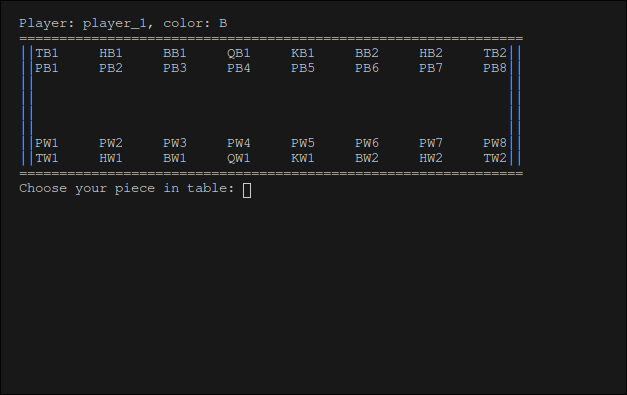 Player: player_1, color: B
===============================================================
||TB1     HB1     BB1     QB1     KB1     BB2     HB2     TB2||
||PB1     PB2     PB3     PB4     PB5     PB6     PB7     PB8||
||                                                           ||
||                                                           ||
||                                                           ||
||                                                           ||
||PW1     PW2     PW3     PW4     PW5     PW6     PW7     PW8||
||TW1     HW1     BW1     QW1     KW1     BW2     HW2     TW2||
===============================================================
Choose your piece in table: